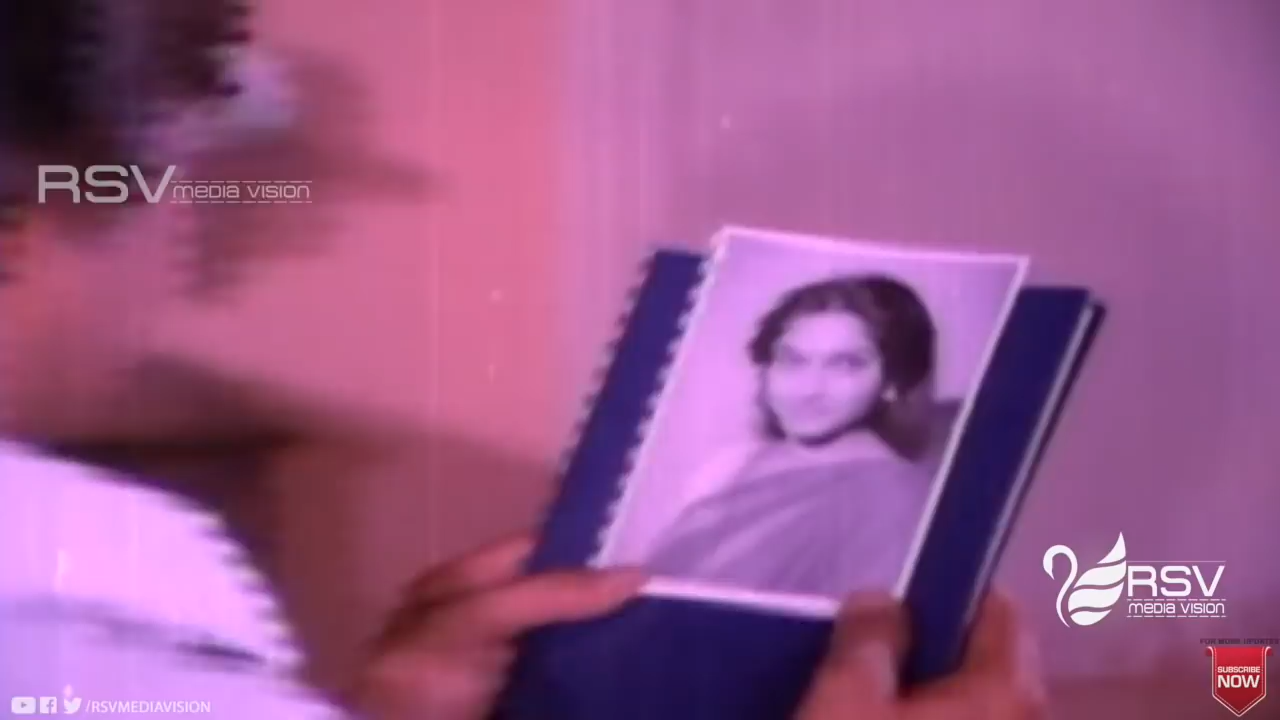 RSV MEDIA VISION
RSV
MEDIA VISION
FOR MORE UPDATES
SUBSCRIBE
NOW
/RSVMEDIAVISION